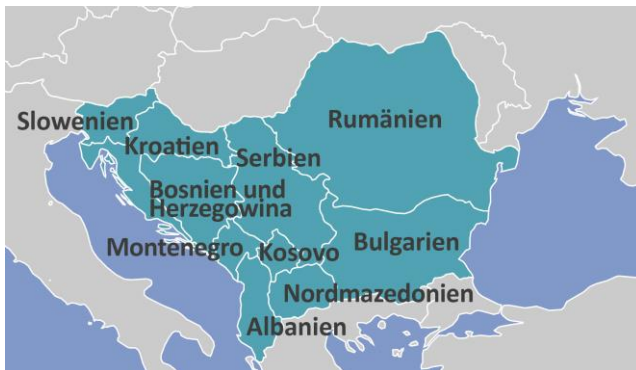 Slowenien
Rumänien
Kroatien
Serbien
Bosnien und
Herzegowina
Montenegro
Kosovo
Bulgarien
Nordmazedonien
Albanien